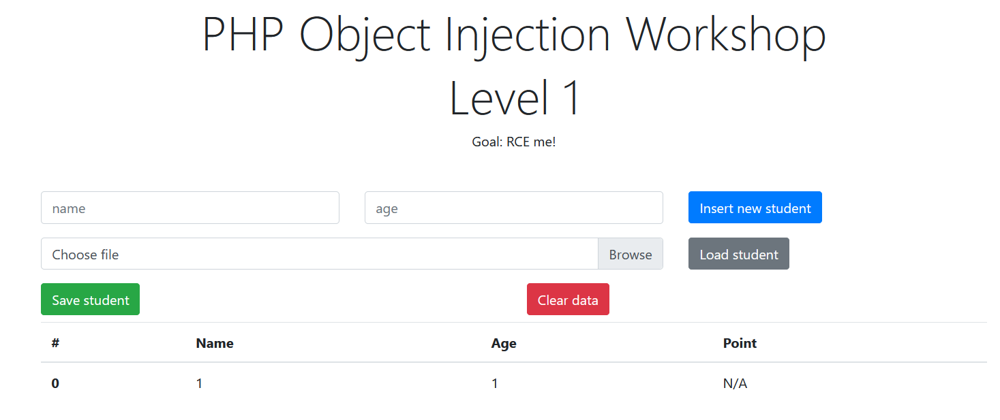 PHP Object Injection Workshop
Level 1
Goal: RCE me!
name age Insert new student
Choose file Browse Load student
Save student Clear data
# Name Age Point
0 1 1 N/A